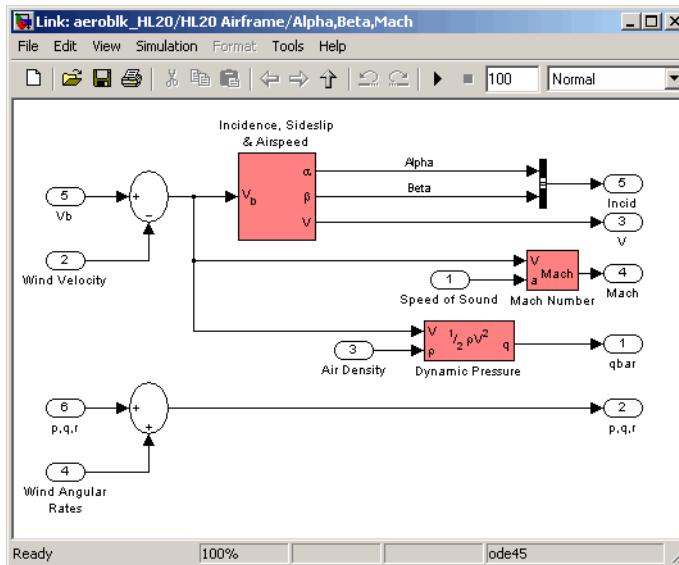 Link: aeroblk_HL20/HL20 Airframe/Alpha,Beta,Mach
File Edit View Simulation Format Tools Help
100 Normal
Incidence, Sideslip
& Airspeed
5
Vb
+
−
Vb
α
β
V
Alpha
Beta
5
Incid
3
V
2
Wind Velocity
1
Speed of Sound
V
a
Mach
Mach Number
4
Mach
3
Air Density
V
ρ
1/2 ρV2
q
Dynamic Pressure
1
qbar
6
p,q,r
+
+
2
p,q,r
4
Wind Angular
Rates
Ready 100% ode45